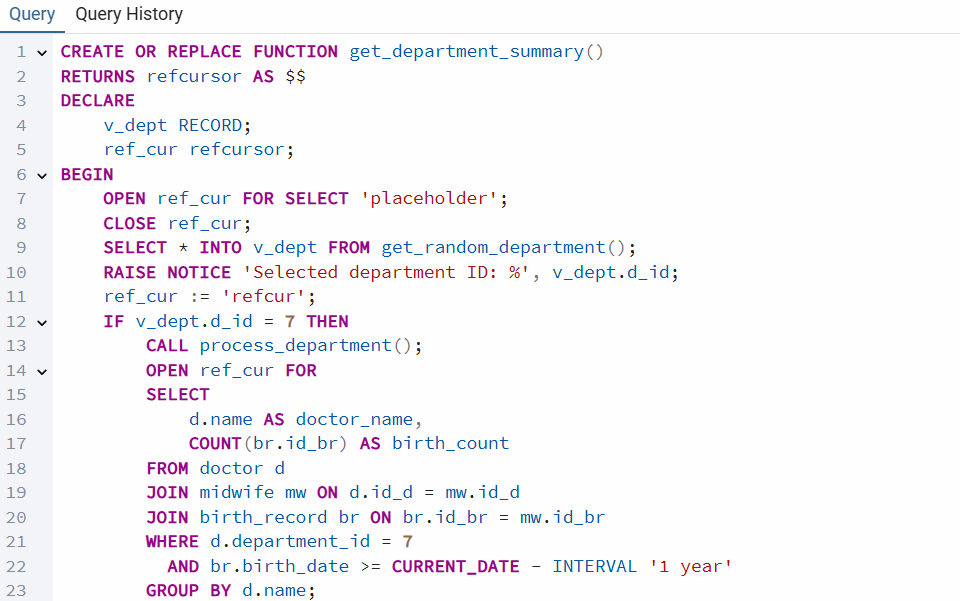 Query Query History
1 CREATE OR REPLACE FUNCTION get_department_summary()
2 RETURNS refcursor AS $$
3 DECLARE
4     v_dept RECORD;
5     ref_cur refcursor;
6 BEGIN
7     OPEN ref_cur FOR SELECT 'placeholder';
8     CLOSE ref_cur;
9     SELECT * INTO v_dept FROM get_random_department();
10     RAISE NOTICE 'Selected department ID: %', v_dept.d_id;
11     ref_cur := 'refcur';
12     IF v_dept.d_id = 7 THEN
13         CALL process_department();
14         OPEN ref_cur FOR
15         SELECT
16             d.name AS doctor_name,
17             COUNT(br.id_br) AS birth_count
18         FROM doctor d
19         JOIN midwife mw ON d.id_d = mw.id_d
20         JOIN birth_record br ON br.id_br = mw.id_br
21         WHERE d.department_id = 7
22           AND br.birth_date >= CURRENT_DATE - INTERVAL '1 year'
23         GROUP BY d.name;